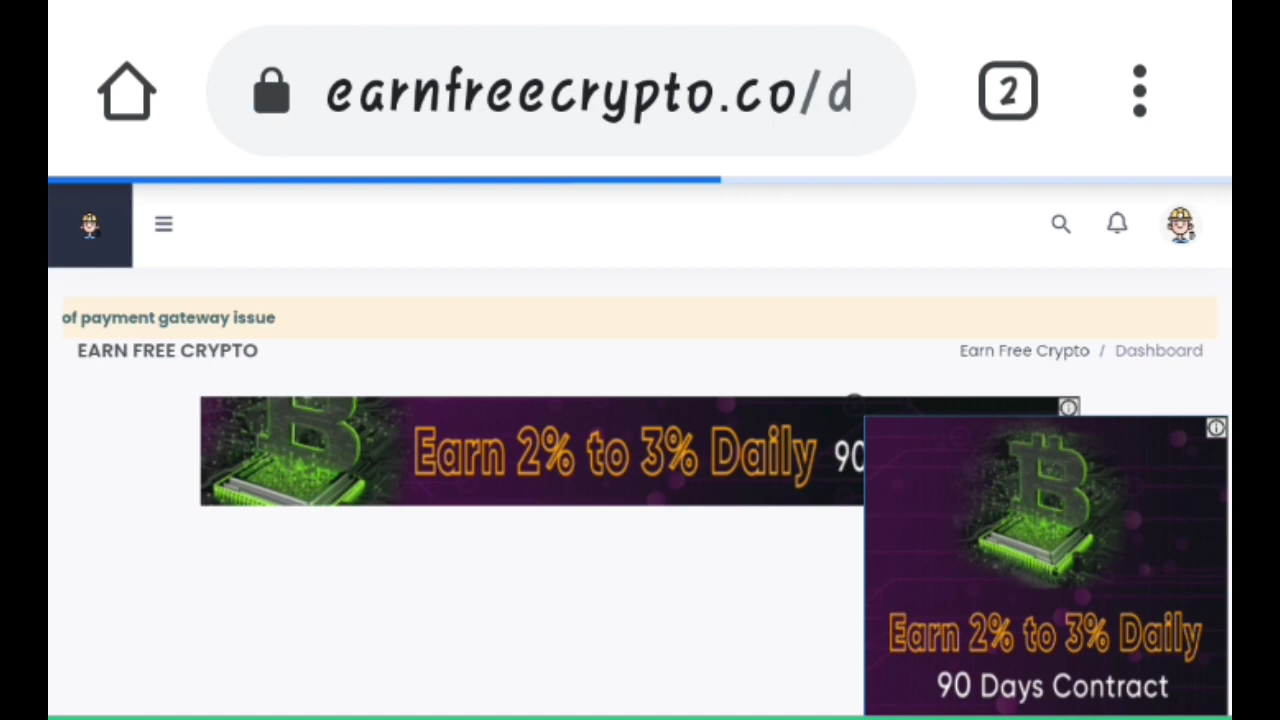 earnfreecrypto.co/d
2
of payment gateway issue
EARN FREE CRYPTO
Earn Free Crypto / Dashboard
Earn 2% to 3% Daily 90
Earn 2% to 3% Daily
90 Days Contract